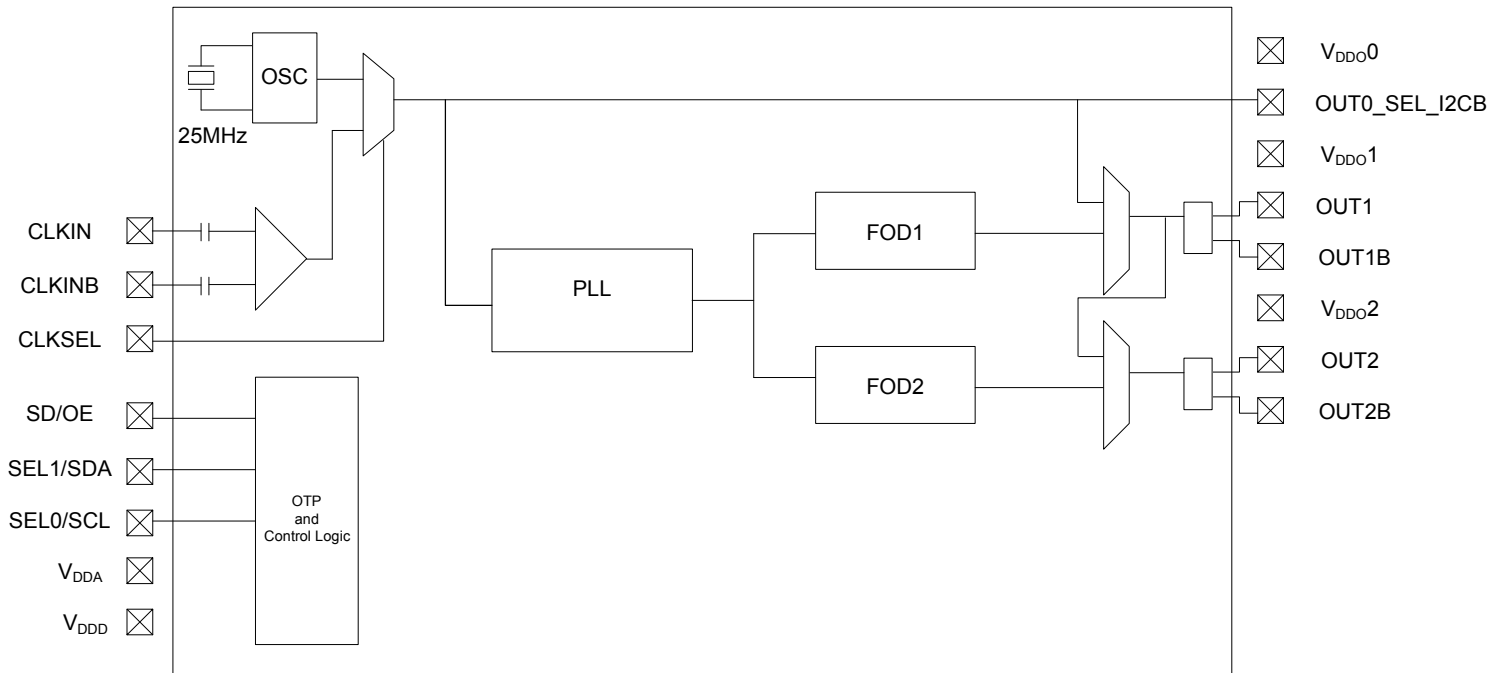 OSC
25MHz
CLKIN
CLKINB
CLKSEL
SD/OE
SEL1/SDA
SEL0/SCL
VDDA
VDDD
OTP
and
Control Logic
PLL
FOD1
FOD2
VDDO0
OUT0_SEL_I2CB
VDDO1
OUT1
OUT1B
VDDO2
OUT2
OUT2B